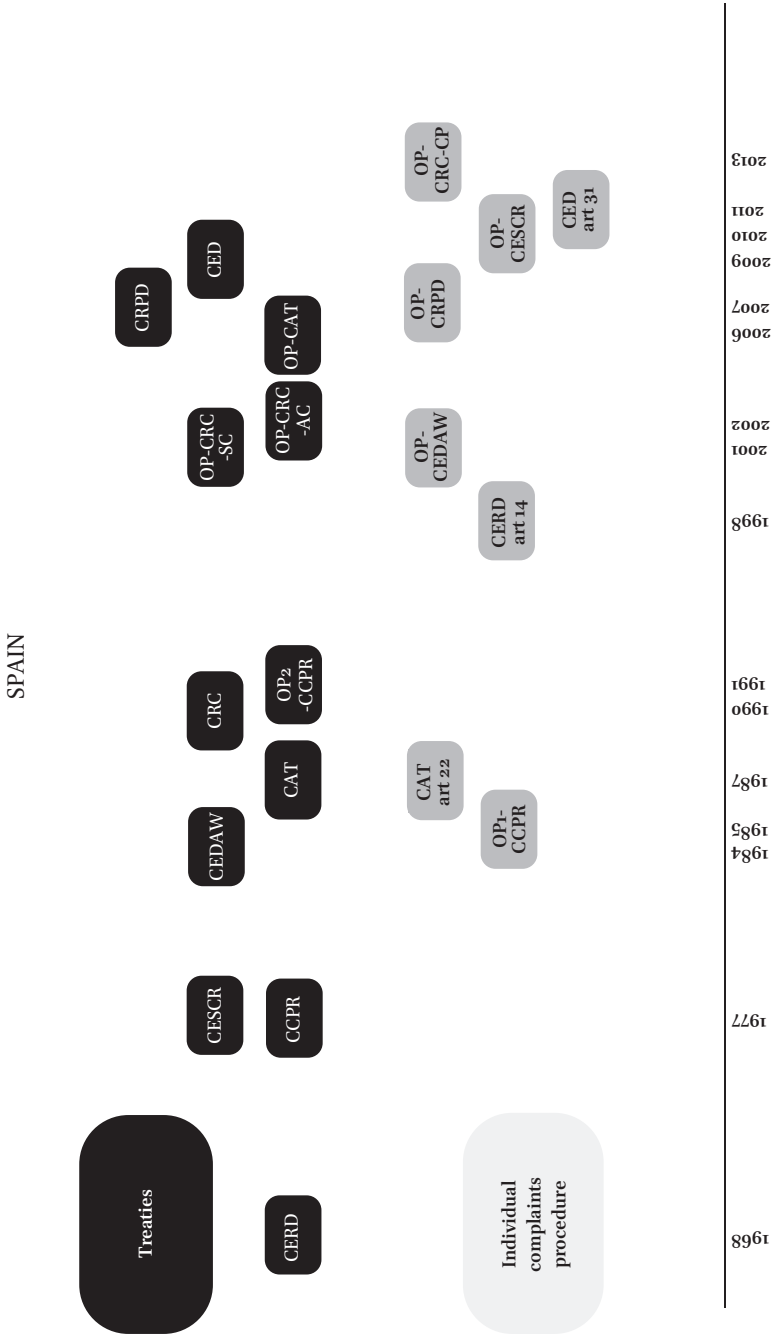 SPAIN
Treaties
CERD
CESCR
CCPR
CEDAW
CAT
CRC
OP2
-CCPR
OP-CRC
-SC
OP-CRC
-AC
OP-CAT
CRPD
CED
Individual
complaints
procedure
OP1-
CCPR
CAT
art 22
CERD
art 14
OP-
CEDAW
OP-
CRPD
OP-
CESCR
CED
art 31
OP-
CRC-CP
1968
1977
1984
1985
1987
1990
1991
1998
2001
2002
2006
2007
2009
2010
2011
2013